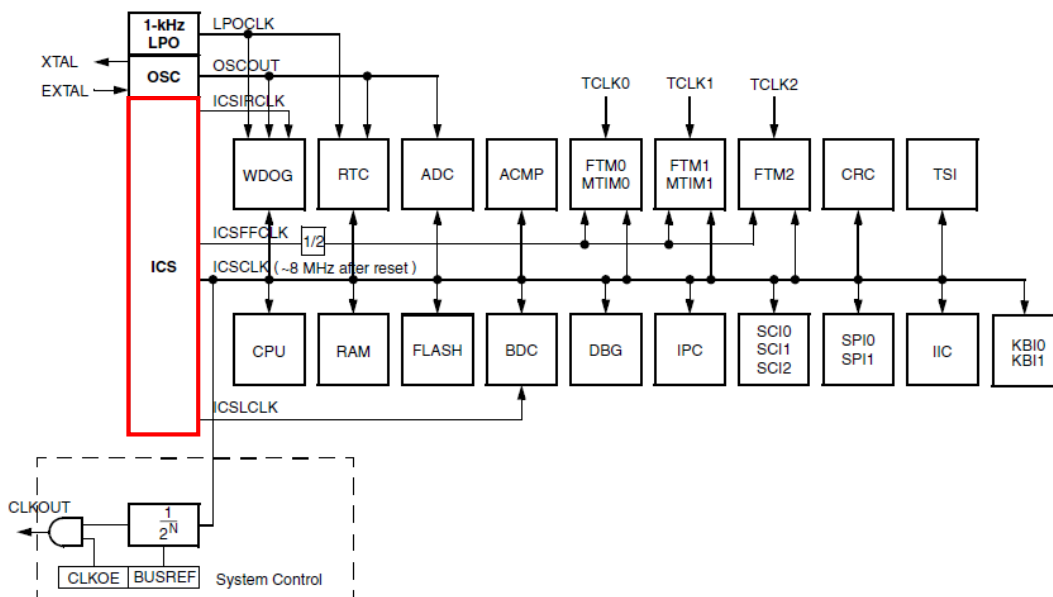 1-kHz
LPO
LPOCLK
XTAL
OSC
OSCOUT
EXTAL
ICSIRCLK
TCLK0
TCLK1
TCLK2
WDOG
RTC
ADC
ACMP
FTM0
MTIM0
FTM1
MTIM1
FTM2
CRC
TSI
ICSFFCLK
1/2
ICS
ICSCLK (~8 MHz after reset )
CPU
RAM
FLASH
BDC
DBG
IPC
SCI0
SCI1
SCI2
SPI0
SPI1
IIC
KBI0
KBI1
ICSLCLK
CLKOUT
1
2^N
CLKOE
BUSREF
System Control